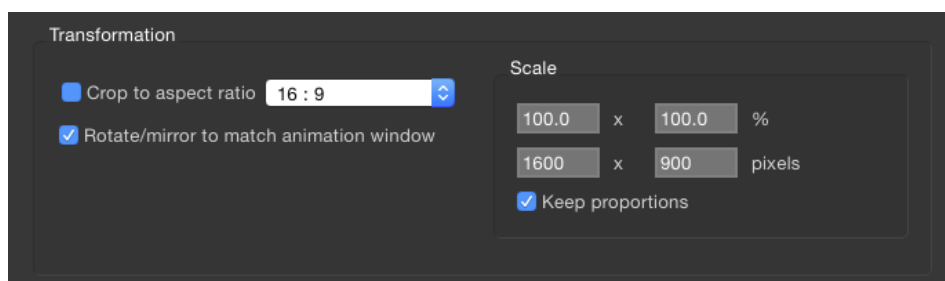 Transformation
Crop to aspect ratio 16 : 9
Rotate/mirror to match animation window
Scale
100.0 x 100.0 %
1600 x 900 pixels
Keep proportions